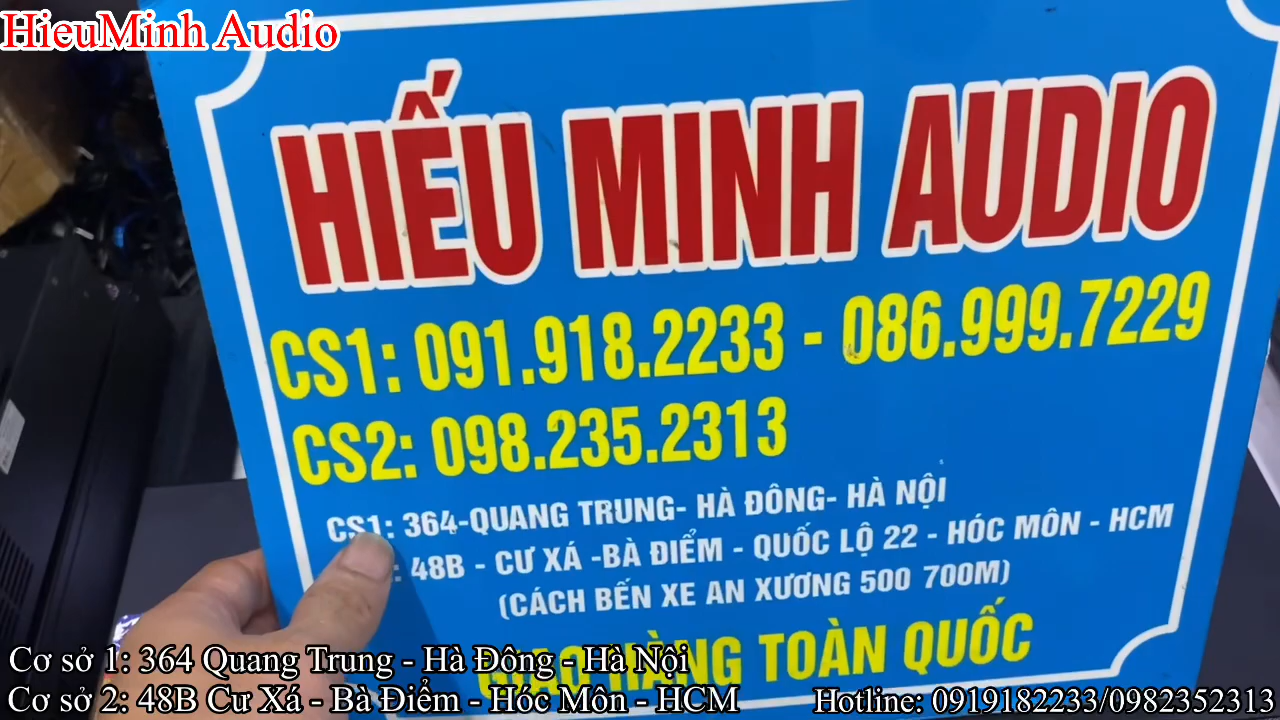 HieuMinh Audio
HIẾU MINH AUDIO
CS1: 091.918.2233 - 086.999.7229
CS2: 098.235.2313
CS1: 364-QUANG TRUNG- HÀ ĐÔNG- HÀ NỘI
: 48B - CƯ XÁ -BÀ ĐIỂM - QUỐC LỘ 22 - HÓC MÔN - HCM
(CÁCH BẾN XE AN XƯƠNG 500 700M)
GIAO HÀNG TOÀN QUỐC
Cơ sở 1: 364 Quang Trung - Hà Đông - Hà Nội
Cơ sở 2: 48B Cư Xá - Bà Điểm - Hóc Môn - HCM
Hotline: 0919182233/0982352313